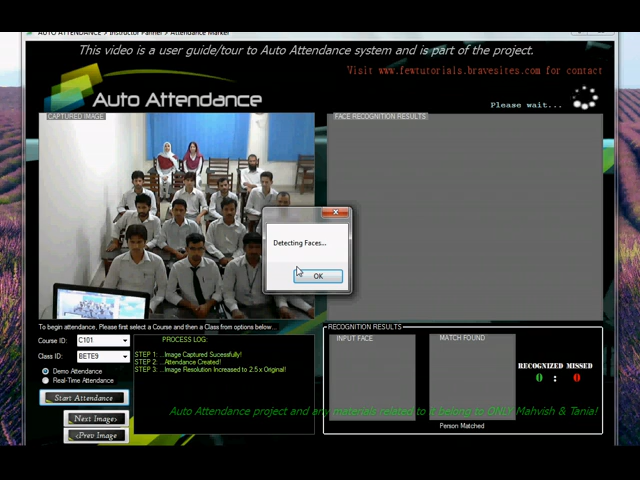 AUTO ATTENDANCE > Instructor Pannel > Attendance Marker
This video is a user guide/tour to Auto Attendance system and is part of the project.
Visit www.fewtutorials.bravesites.com for contact
Auto Attendance
Please wait...
CAPTURED IMAGE
FACE RECOGNITION RESULTS
Detecting Faces...
OK
To begin attendance, Please first select a Course and then a Class from options below...
Course ID:
C101
Class ID:
BETE9
Demo Attendance
Real-Time Attendance
Start Attendance
Next Image>
<Prev Image
PROCESS LOG:
STEP 1: ...Image Captured Sucessfully!
STEP 2: ...Attendance Created!
STEP 3: ...Image Resolution Increased to 2.5 x Original!
RECOGNITION RESULTS
INPUT FACE
MATCH FOUND
RECOGNIZED MISSED
0 : 0
Auto Attendance project and any materials related to it belong to ONLY Mahvish & Tania!
Person Matched